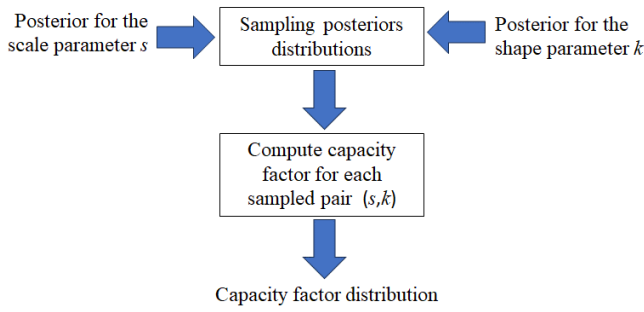 Posterior for the
scale parameter s
Sampling posteriors
distributions
Posterior for the
shape parameter k
Compute capacity
factor for each
sampled pair (s,k)
Capacity factor distribution